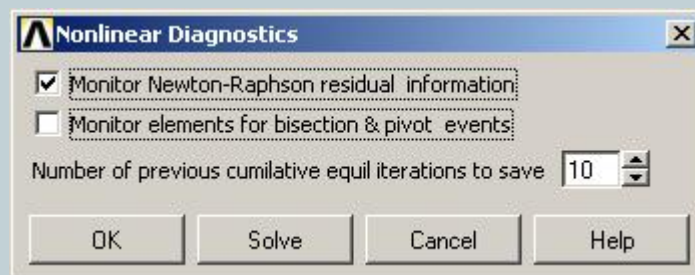 Nonlinear Diagnostics
Monitor Newton-Raphson residual information
Monitor elements for bisection & pivot events
Number of previous cumilative equil iterations to save 10
OK Solve Cancel Help